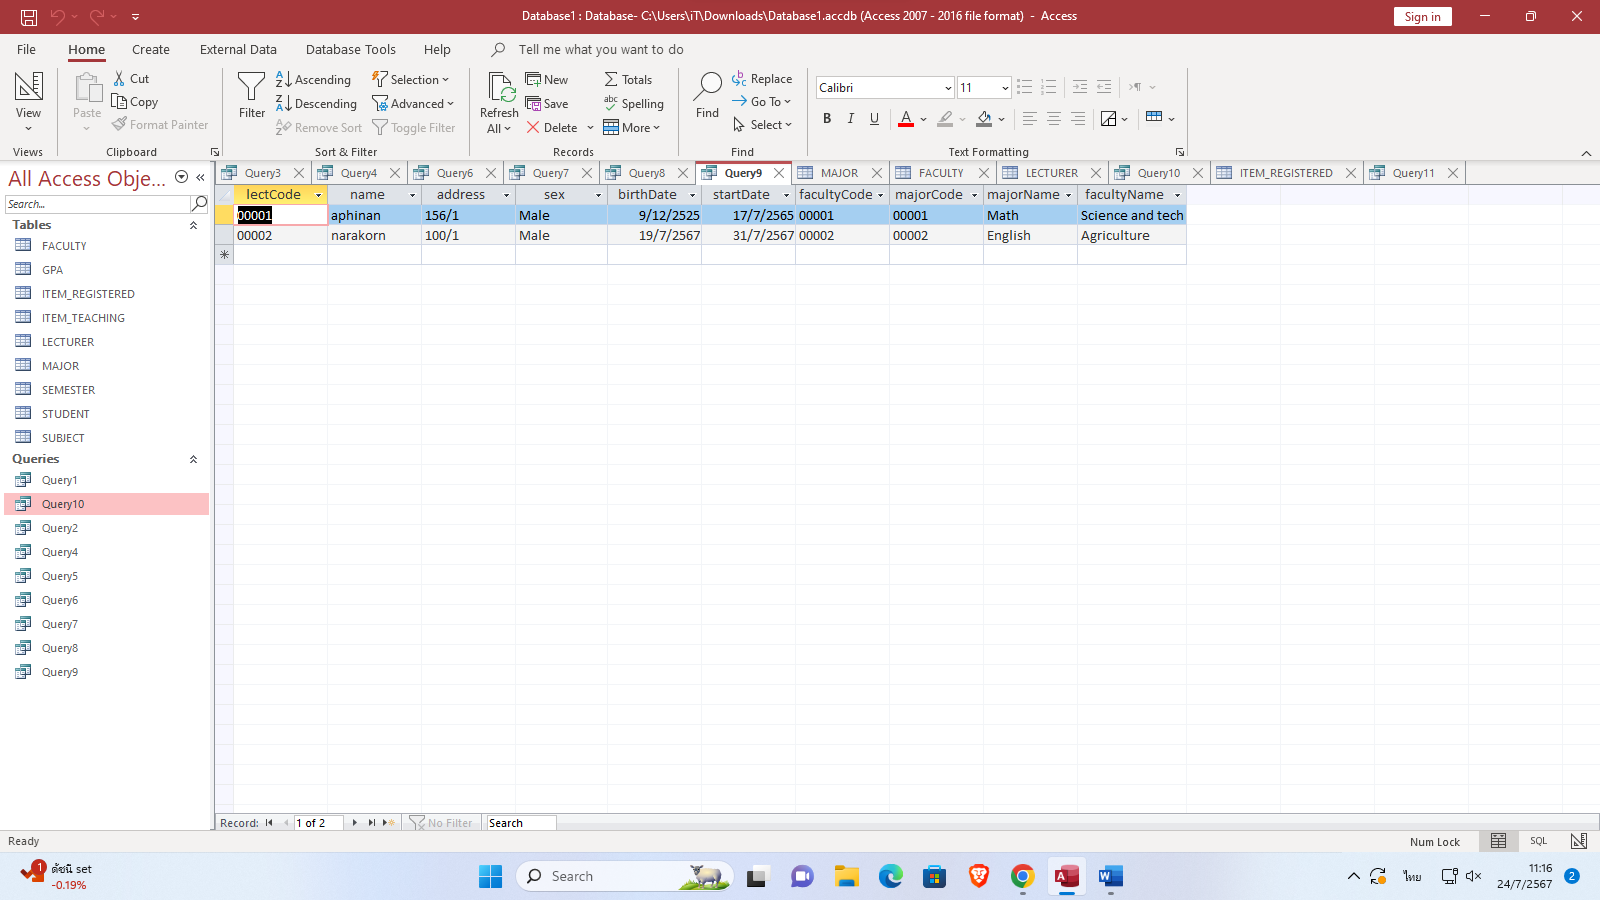 Database1 : Database- C:\Users\iT\Downloads\Database1.accdb (Access 2007 - 2016 file format)  -  Access
Sign in
File Home Create External Data Database Tools Help Tell me what you want to do
View
Views
Paste
Cut
Copy
Format Painter
Clipboard
Filter
Ascending
Descending
Remove Sort
Selection
Advanced
Toggle Filter
Sort & Filter
Refresh
All
New
Save
Delete
Totals
Spelling
More
Records
Find
Replace
Go To
Select
Find
Calibri 11
B I U A
Text Formatting
All Access Obje...
Search...
Tables
FACULTY
GPA
ITEM_REGISTERED
ITEM_TEACHING
LECTURER
MAJOR
SEMESTER
STUDENT
SUBJECT
Queries
Query1
Query10
Query2
Query4
Query5
Query6
Query7
Query8
Query9
Query3 Query4 Query6 Query7 Query8 Query9 MAJOR FACULTY LECTURER Query10 ITEM_REGISTERED Query11
lectCode name address sex birthDate startDate facultyCode majorCode majorName facultyName
00001 aphinan 156/1 Male 9/12/2525 17/7/2565 00001 00001 Math Science and tech
00002 narakorn 100/1 Male 19/7/2567 31/7/2567 00002 00002 English Agriculture
Record: 1 of 2 No Filter Search
Ready
Num Lock SQL
1
ดัชนี set
-0.19%
Search
ไทย
11:16
24/7/2567
2